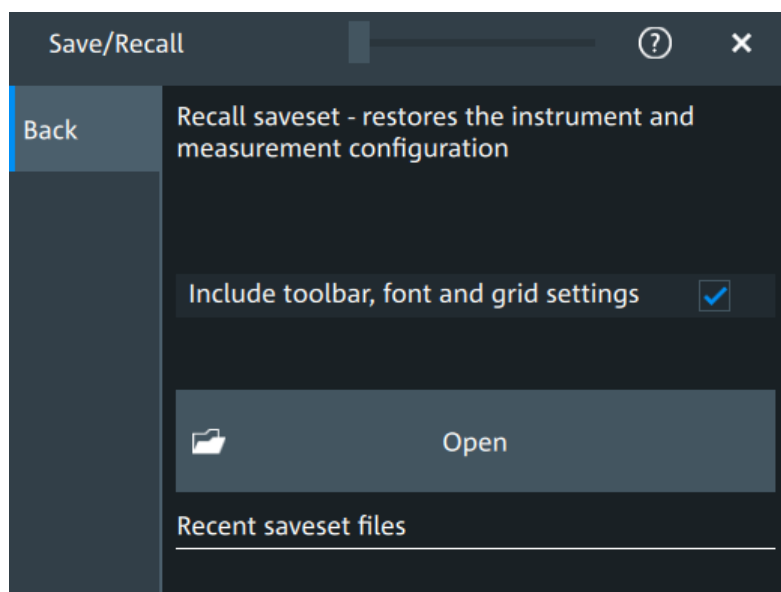 Save/Recall
?
Back
Recall saveset - restores the instrument and
measurement configuration
Include toolbar, font and grid settings
Open
Recent saveset files